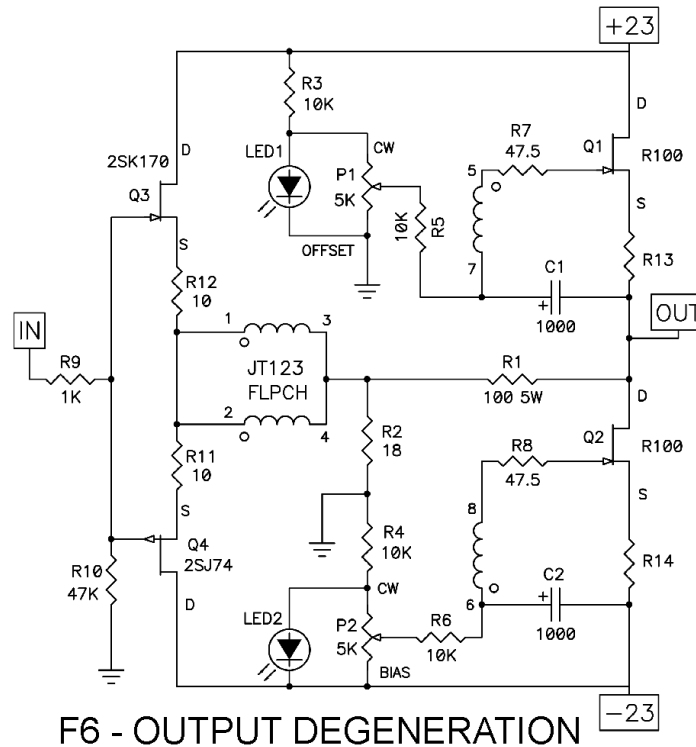 +23
R3
10K
D
D
2SK170
LED1
CW
R7
47.5
Q1
R100
Q3
P1
5K
5
10K
R5
S
S
OFFSET
7
C1
+
1000
R13
R12
10
IN
1
3
OUT
R9
1K
JT123
FLPCH
R1
100 5W
D
2
4
R2
18
Q2
R100
R11
10
R8
47.5
S
S
8
R4
10K
Q4
2SJ74
R10
47K
D
CW
6
C2
+
1000
R14
LED2
P2
5K
R6
10K
BIAS
-23
F6 - OUTPUT DEGENERATION